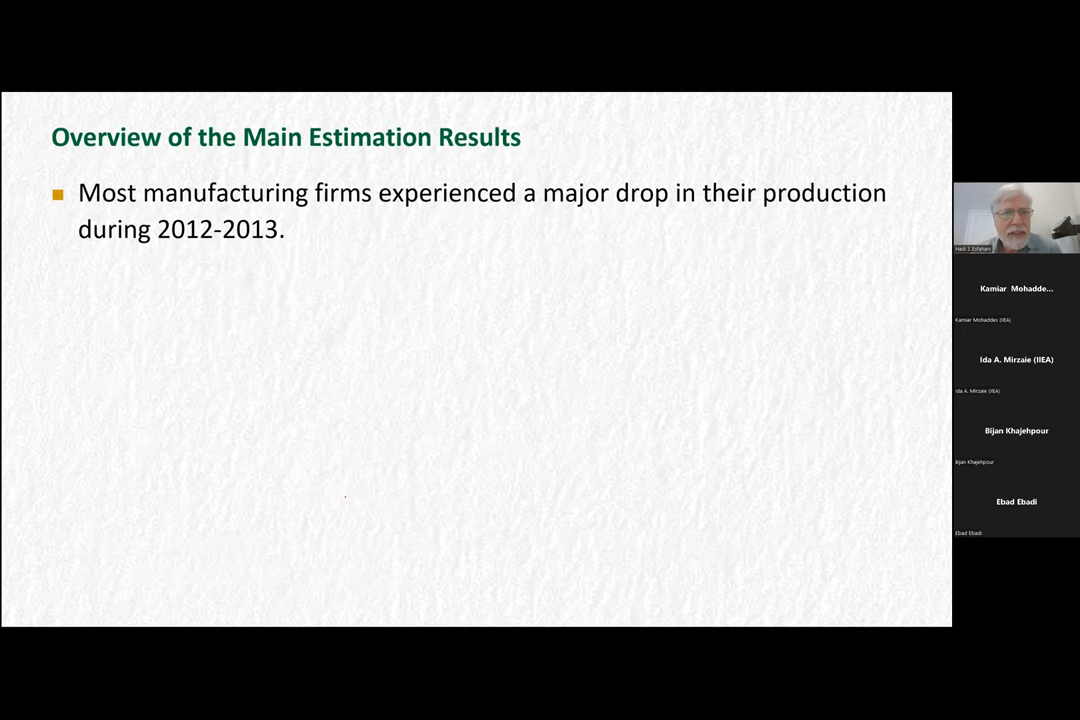 Overview of the Main Estimation Results
Most manufacturing firms experienced a major drop in their production
during 2012-2013.
Hadi S Esfahani
Kamiar Mohadde...
Kamiar Mohaddes (IIEA)
Ida A. Mirzaie (IIEA)
Ida A. Mirzaie (IIEA)
Bijan Khajehpour
Bijan Khajehpour
Ebad Ebadi
Ebad Ebadi